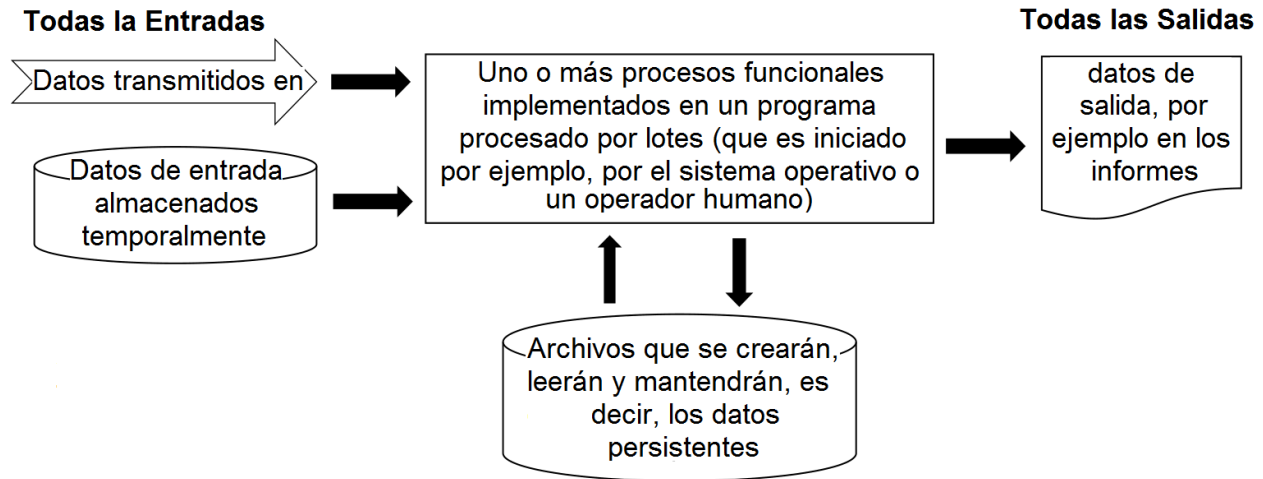 Todas la Entradas
Datos transmitidos en
Datos de entrada
almacenados
temporalmente
Uno o más procesos funcionales
implementados en un programa
procesado por lotes (que es iniciado
por ejemplo, por el sistema operativo o
un operador humano)
Archivos que se crearán,
leerán y mantendrán, es
decir, los datos
persistentes
Todas las Salidas
datos de
salida, por
ejemplo en los
informes